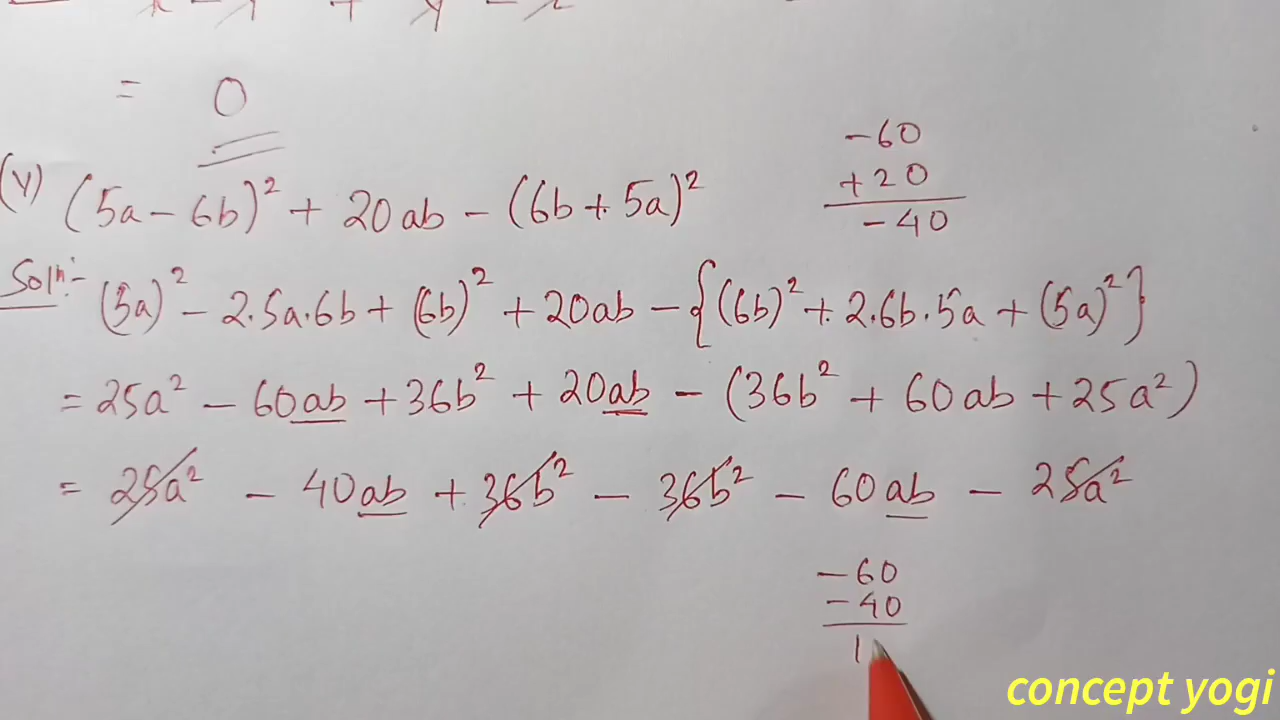 = 0
(v) (5a - 6b)² + 20ab - (6b + 5a)²
-60
+20
-40
Solⁿ:- (5a)² - 2.5a.6b + (6b)² + 20ab - {(6b)² + 2.6b.5a + (5a)²}
= 25a² - 60ab + 36b² + 20ab - (36b² + 60ab + 25a²)
= 25a² - 40ab + 36b² - 36b² - 60ab - 25a²
-60
-40
1
concept yogi